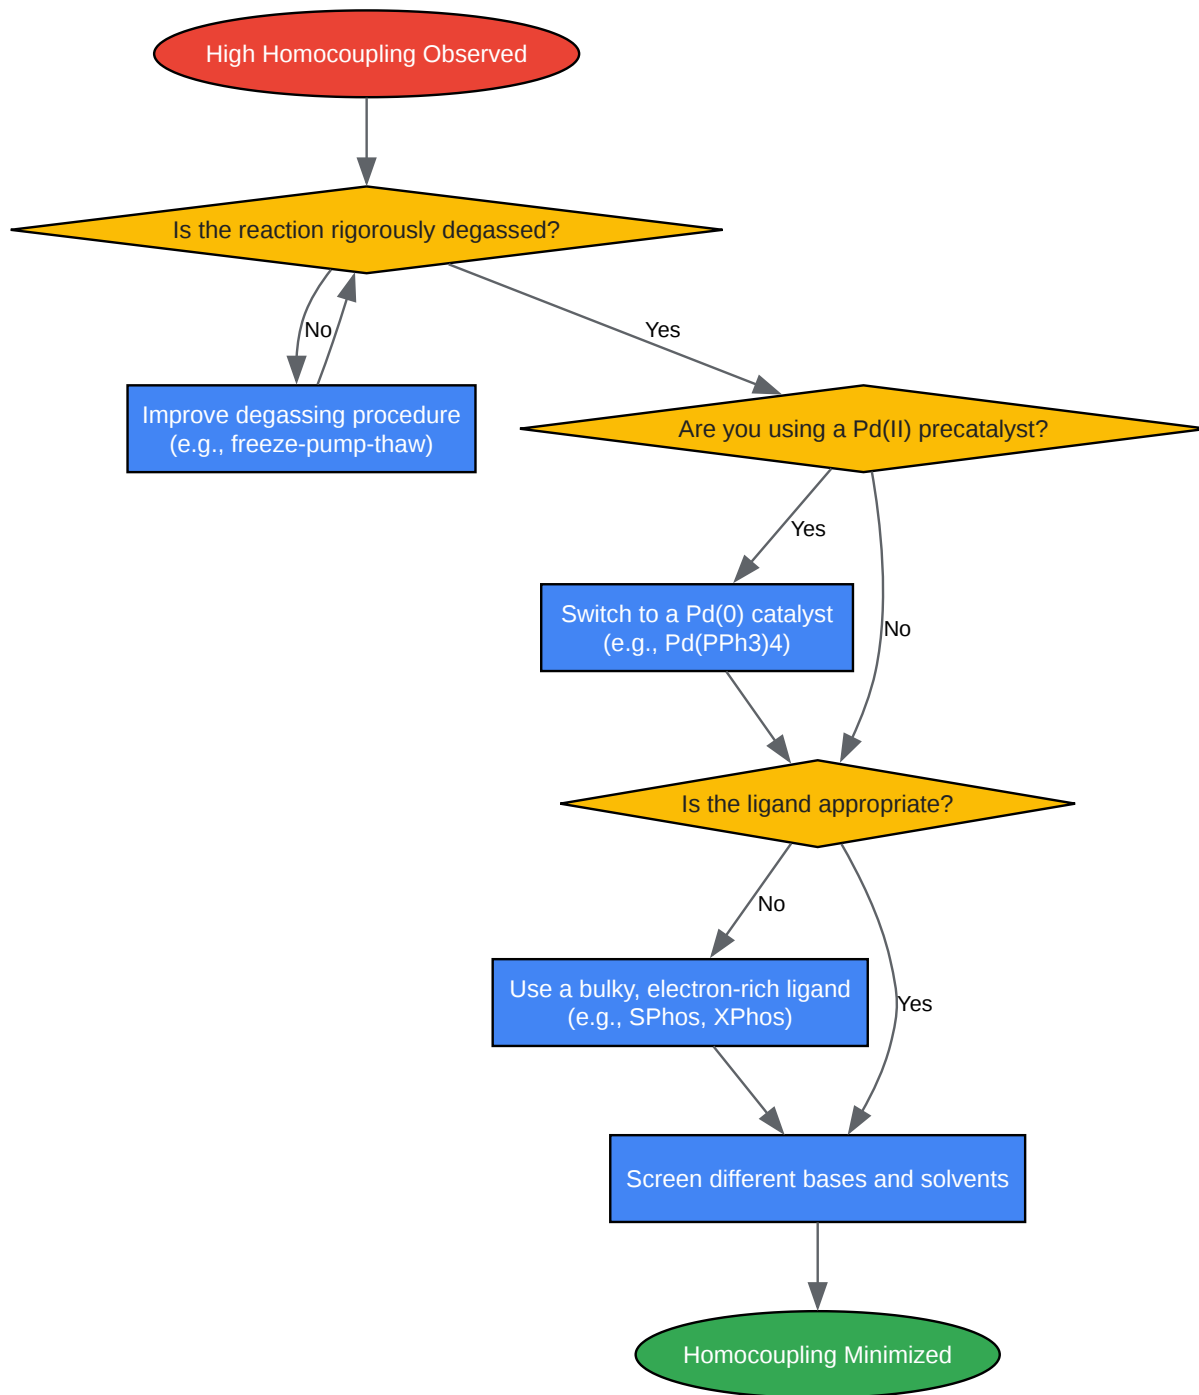 High Homocoupling Observed
Is the reaction rigorously degassed?
No
Yes
Improve degassing procedure
(e.g., freeze-pump-thaw)
Are you using a Pd(II) precatalyst?
Yes
Switch to a Pd(0) catalyst
(e.g., Pd(PPh3)4)
No
Is the ligand appropriate?
No
Use a bulky, electron-rich ligand
(e.g., SPhos, XPhos)
Yes
Screen different bases and solvents
Homocoupling Minimized